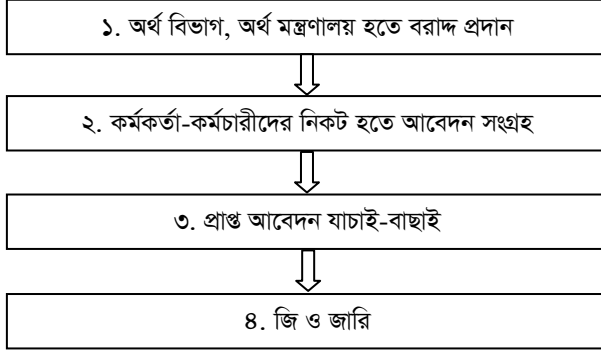 ১. অর্থ বিভাগ, অর্থ মন্ত্রণালয় হতে বরাদ্দ প্রদান
২. কর্মকর্তা-কর্মচারীদের নিকট হতে আবেদন সংগ্রহ
৩. প্রাপ্ত আবেদন যাচাই-বাছাই
৪. জি ও জারি